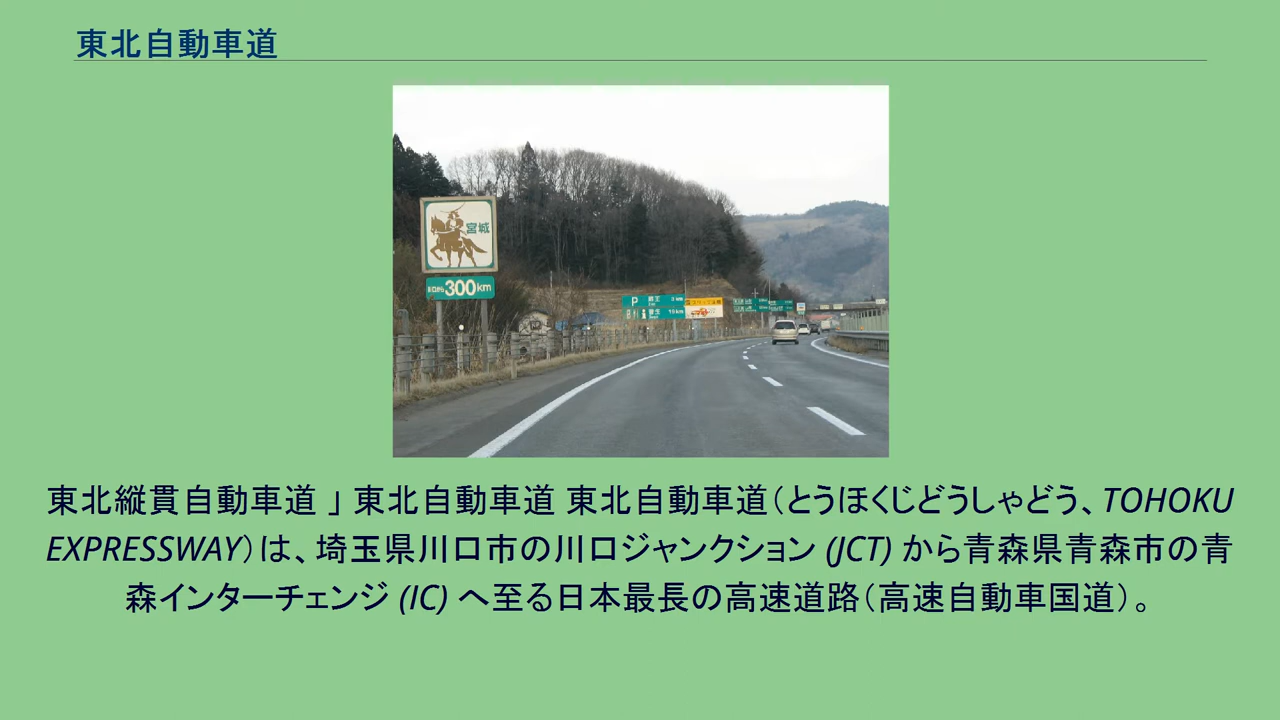 東北自動車道
宮城
300km
P
東北縦貫自動車道 」 東北自動車道 東北自動車道（とうほくじどうしゃどう、TOHOKU
EXPRESSWAY）は、埼玉県川口市の川口ジャンクション (JCT) から青森県青森市の青
森インターチェンジ (IC) へ至る日本最長の高速道路（高速自動車国道）。